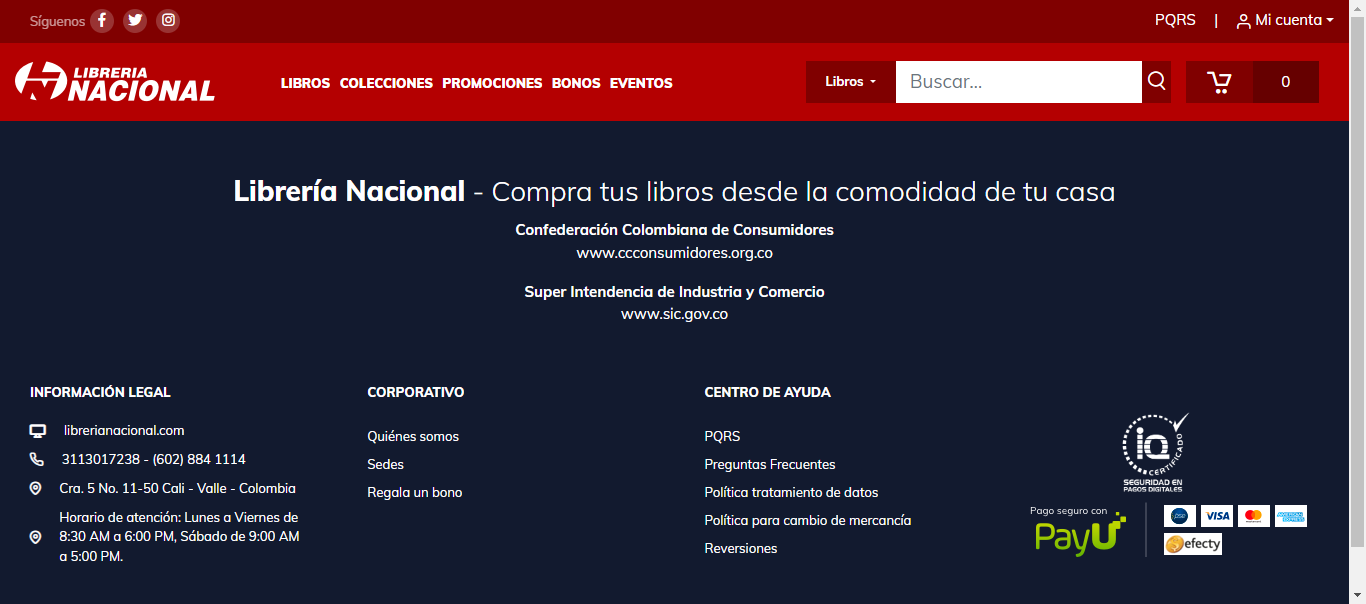 Síguenos
PQRS | Mi cuenta
LIBRERIA
NACIONAL
LIBROS COLECCIONES PROMOCIONES BONOS EVENTOS
Libros
Buscar...
0
Librería Nacional - Compra tus libros desde la comodidad de tu casa
Confederación Colombiana de Consumidores
www.ccconsumidores.org.co
Super Intendencia de Industria y Comercio
www.sic.gov.co
INFORMACIÓN LEGAL
librerianacional.com
3113017238 - (602) 884 1114
Cra. 5 No. 11-50 Cali - Valle - Colombia
Horario de atención: Lunes a Viernes de
8:30 AM a 6:00 PM, Sábado de 9:00 AM
a 5:00 PM.
CORPORATIVO
Quiénes somos
Sedes
Regala un bono
CENTRO DE AYUDA
PQRS
Preguntas Frecuentes
Política tratamiento de datos
Política para cambio de mercancía
Reversiones
ia
CERTIFICADO
SEGURIDAD EN
PAGOS DIGITALES
Pago seguro con
PayU
pse
VISA
mastercard
AMERICAN
EXPRESS
efecty